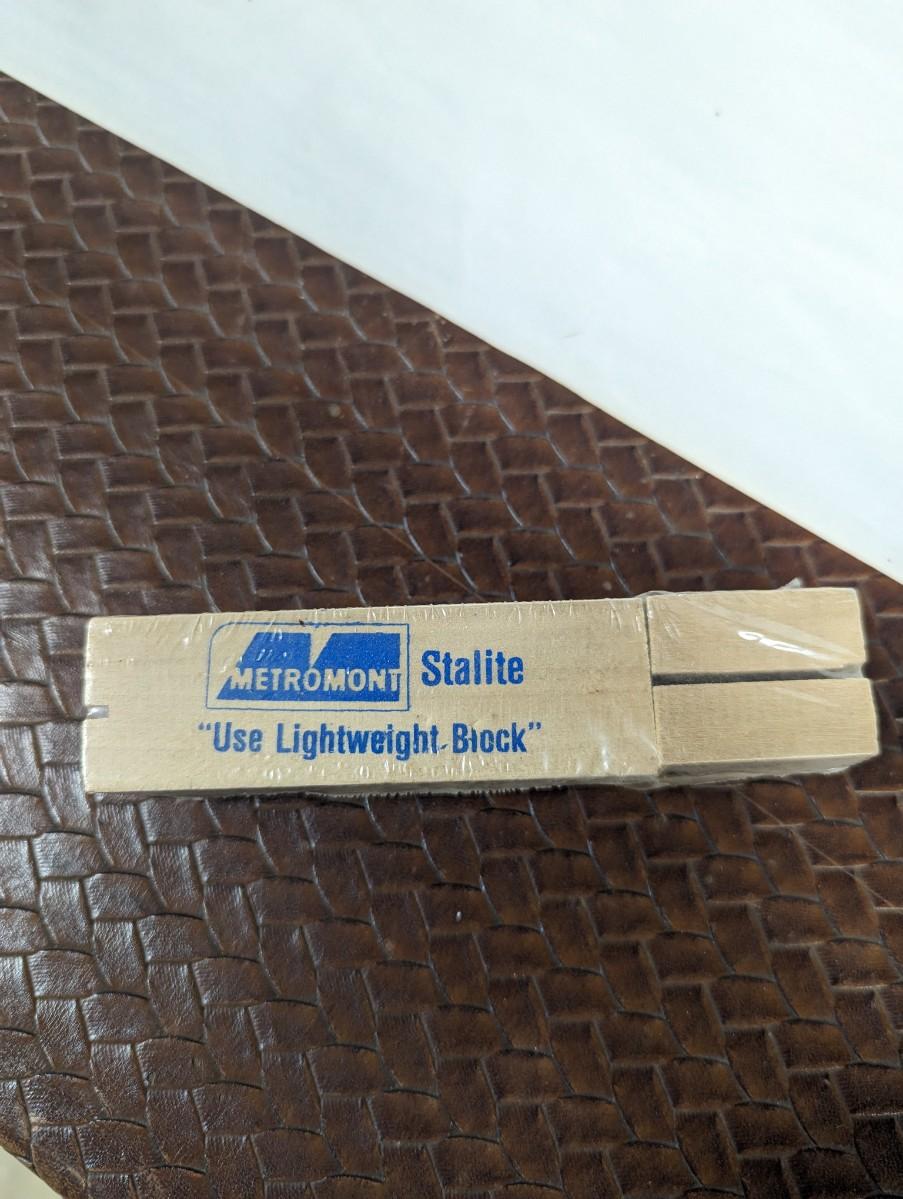 METROMONT Stalite
"Use Lightweight Block"